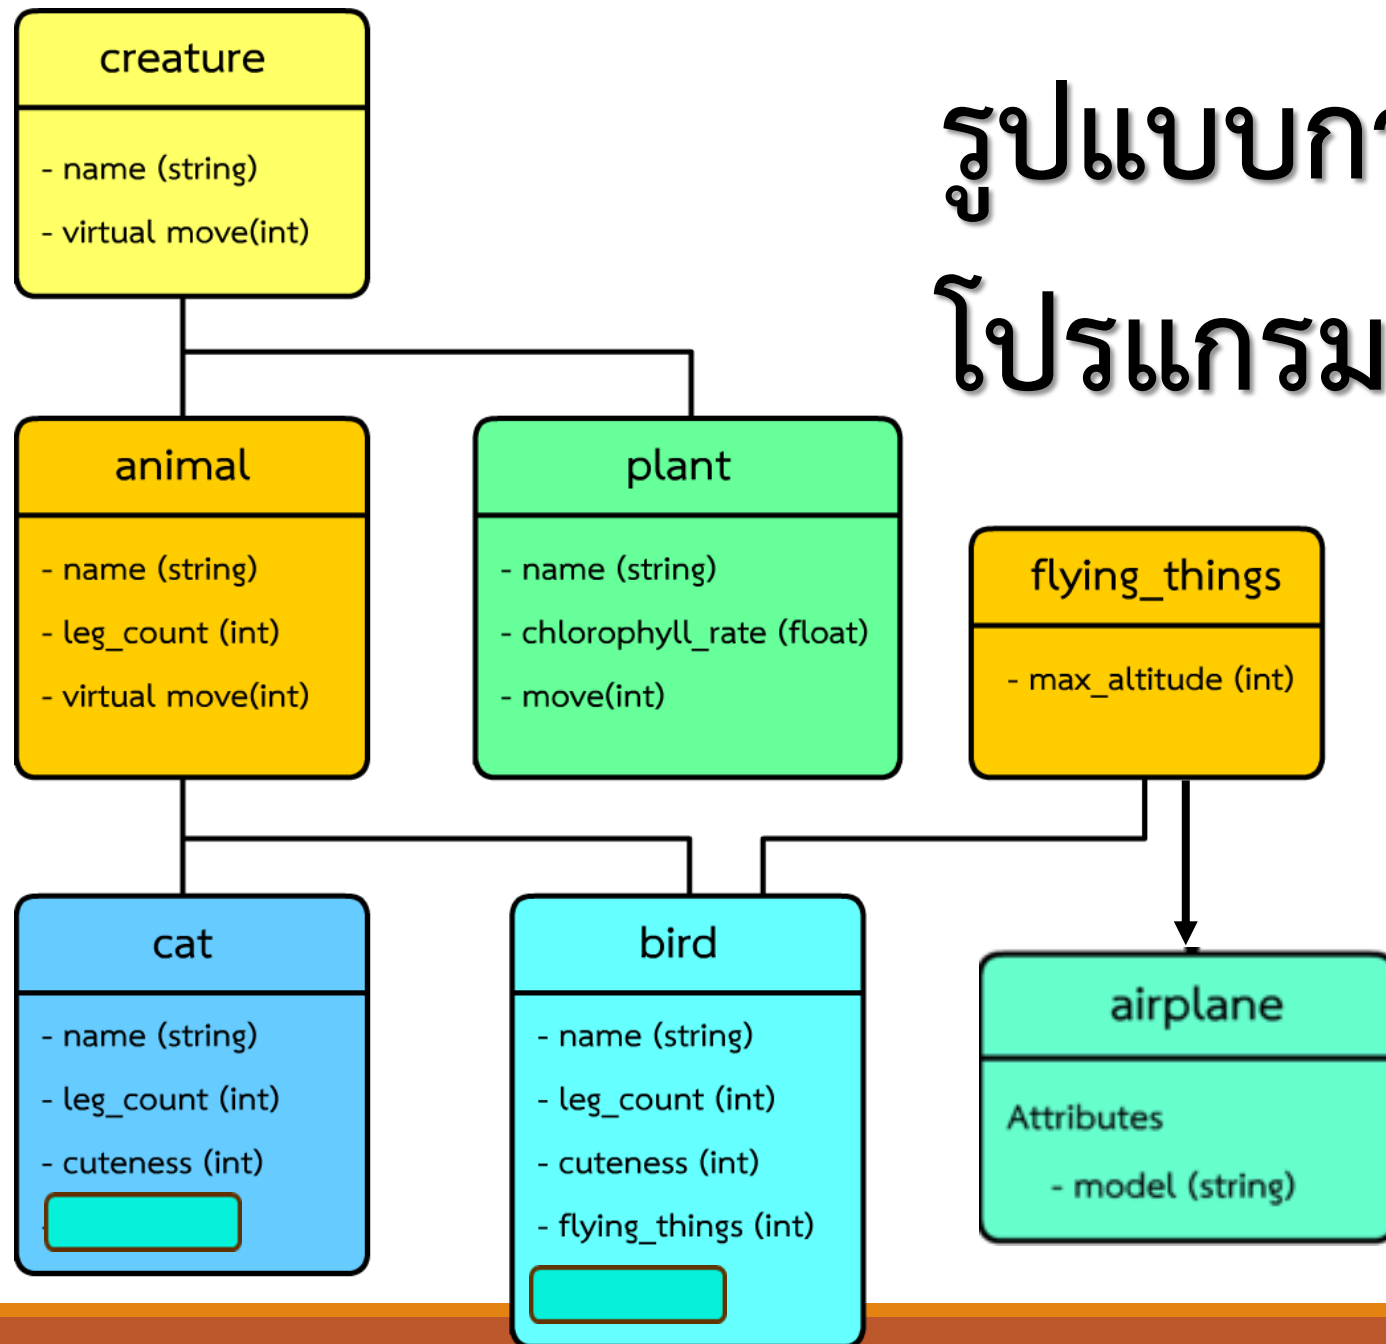 creature
- name (string)
- virtual move(int)
รูปแบบ
โปรแกรม
animal
- name (string)
- leg_count (int)
- virtual move(int)
plant
- name (string)
- chlorophyll_rate (float)
- move(int)
flying_things
- max_altitude (int)
cat
- name (string)
- leg_count (int)
- cuteness (int)
bird
- name (string)
- leg_count (int)
- cuteness (int)
- flying_things (int)
airplane
Attributes
- model (string)